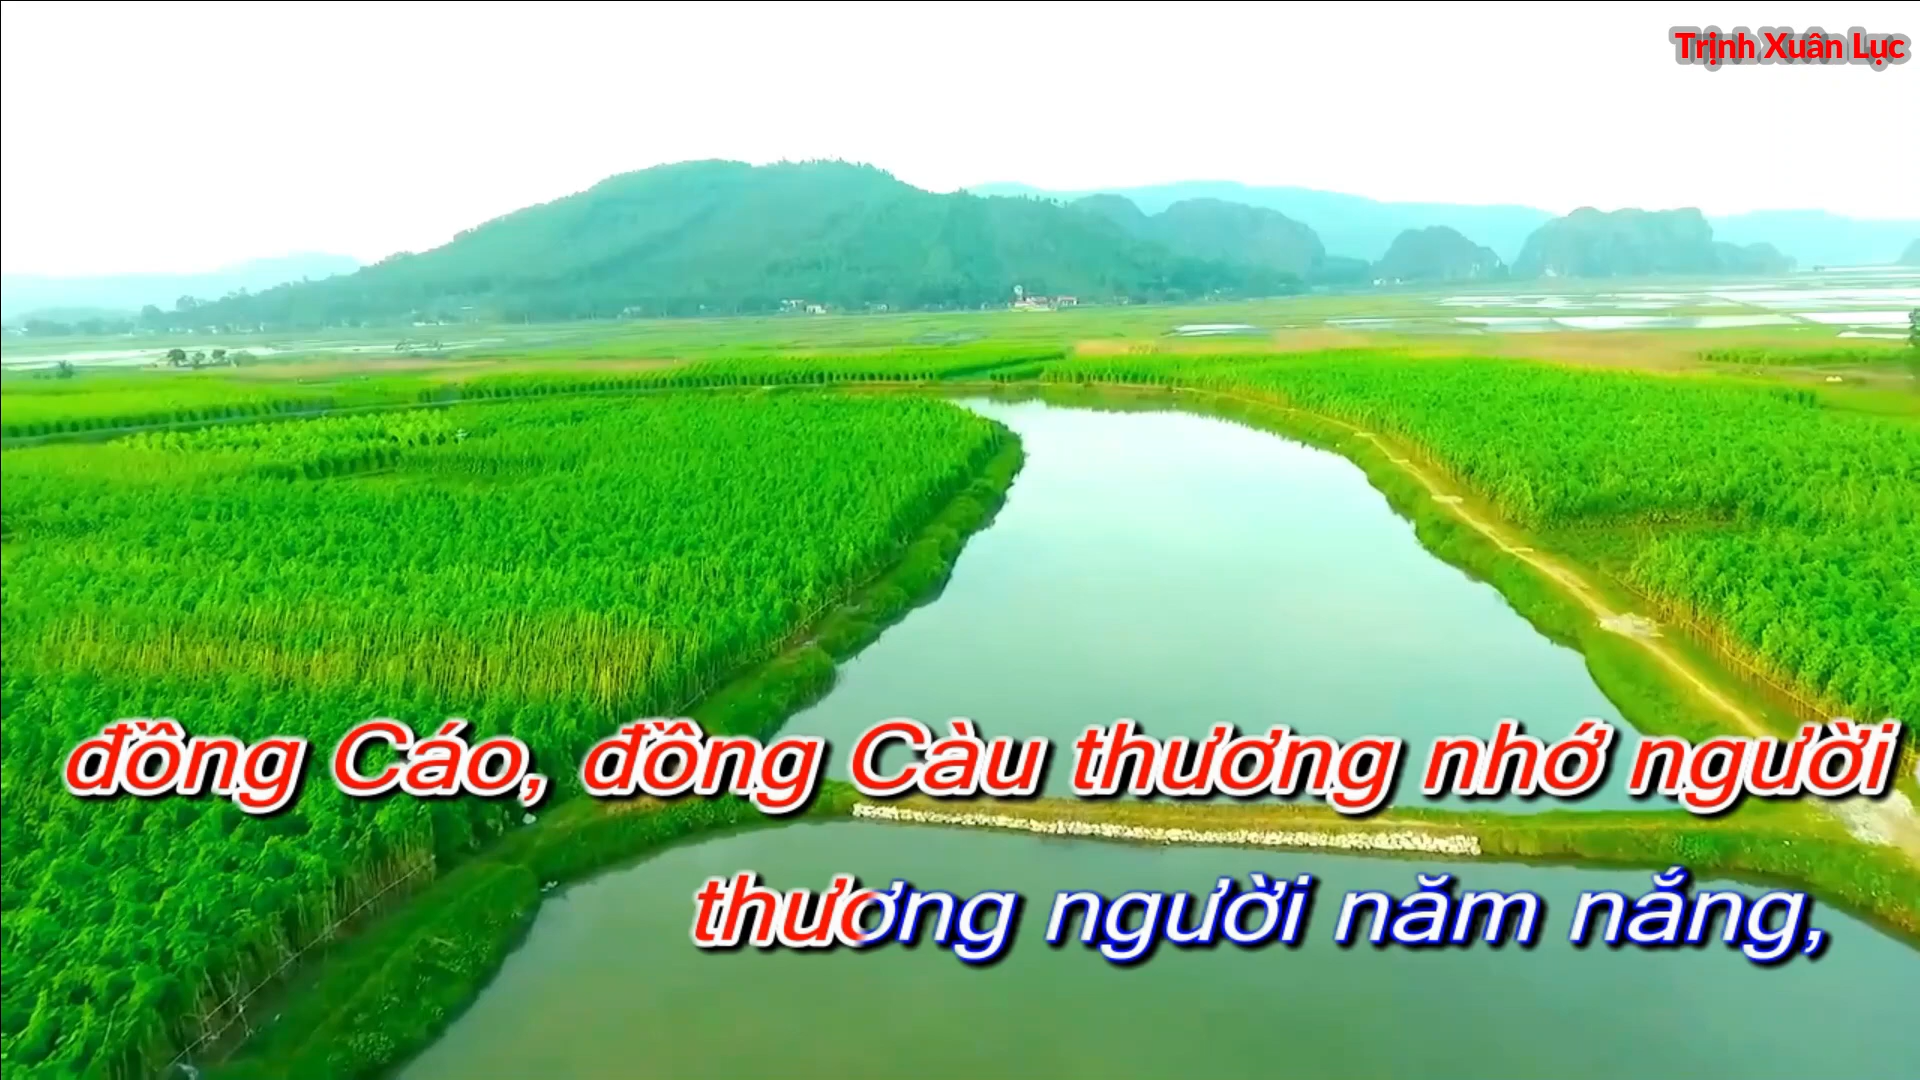 Trịnh Xuân Lục
đồng Cáo, đồng Càu thương nhớ người
thương người năm nắng,